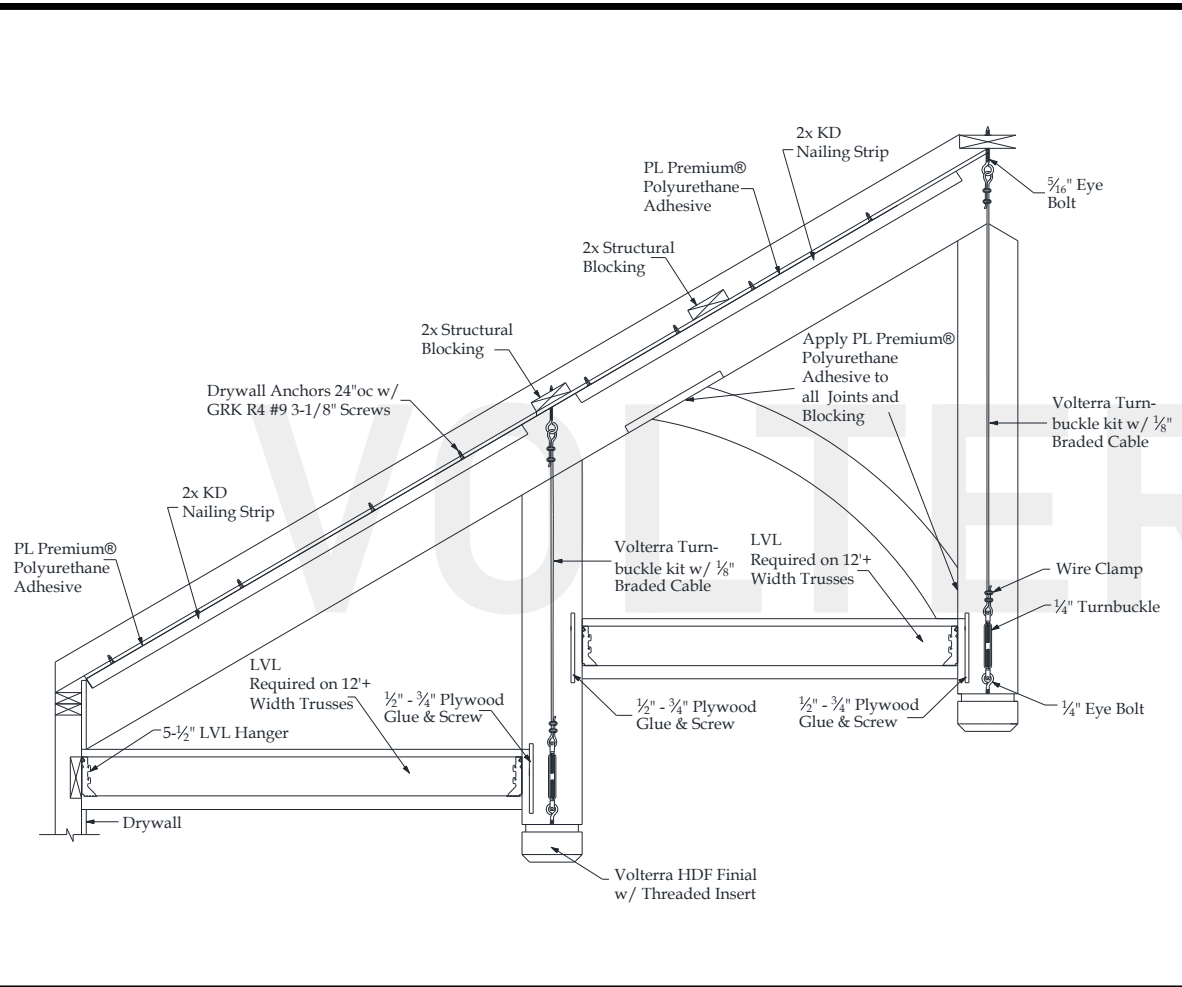 2x KD
Nailing Strip
PL Premium®
Polyurethane
Adhesive
5⁄16" Eye
Bolt
2x Structural
Blocking
2x Structural
Blocking
Apply PL Premium®
Polyurethane
Adhesive to
all Joints and
Blocking
Drywall Anchors 24"oc w/
GRK R4 #9 3-1/8" Screws
Volterra Turn-
buckle kit w/ 1⁄8"
Braded Cable
2x KD
Nailing Strip
PL Premium®
Polyurethane
Adhesive
Volterra Turn-
buckle kit w/ 1⁄8"
Braded Cable
LVL
Required on 12'+
Width Trusses
Wire Clamp
1⁄4" Turnbuckle
LVL
Required on 12'+
Width Trusses
1⁄2" - 3⁄4" Plywood
Glue & Screw
1⁄2" - 3⁄4" Plywood
Glue & Screw
1⁄2" - 3⁄4" Plywood
Glue & Screw
1⁄4" Eye Bolt
5-1⁄2" LVL Hanger
Drywall
Volterra HDF Finial
w/ Threaded Insert
VOLTER